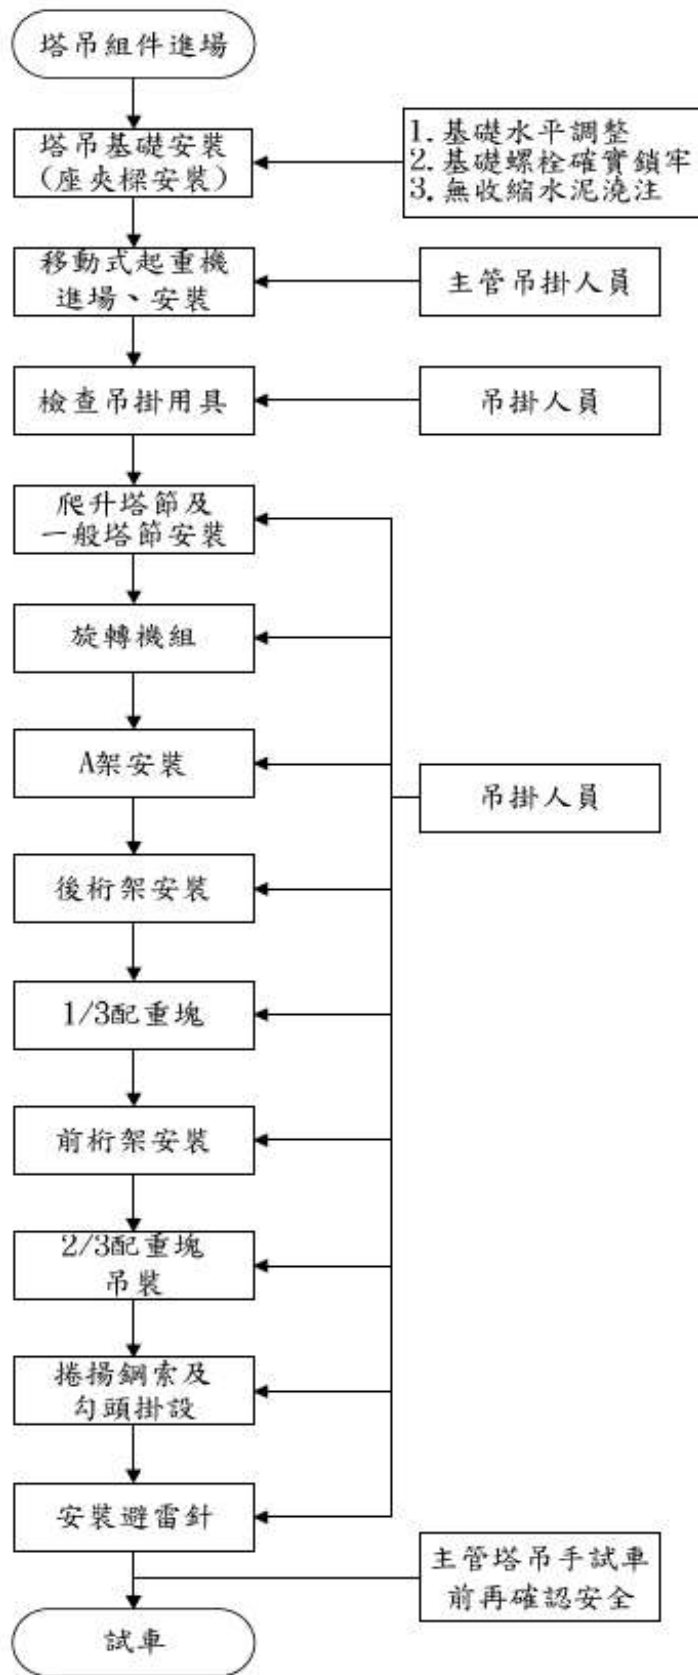 塔吊組件進場
塔吊基礎安裝
(座夾樑安裝)
1. 基礎水平調整
2. 基礎螺栓確實鎖牢
3. 無收縮水泥澆注
移動式起重機
進場、安裝
主管吊掛人員
檢查吊掛用具
吊掛人員
爬升塔節及
一般塔節安裝
旋轉機組
A架安裝
吊掛人員
後桁架安裝
1/3配重塊
前桁架安裝
2/3配重塊
吊裝
捲揚鋼索及
勾頭掛設
安裝避雷針
主管塔吊手試車
前再確認安全
試車